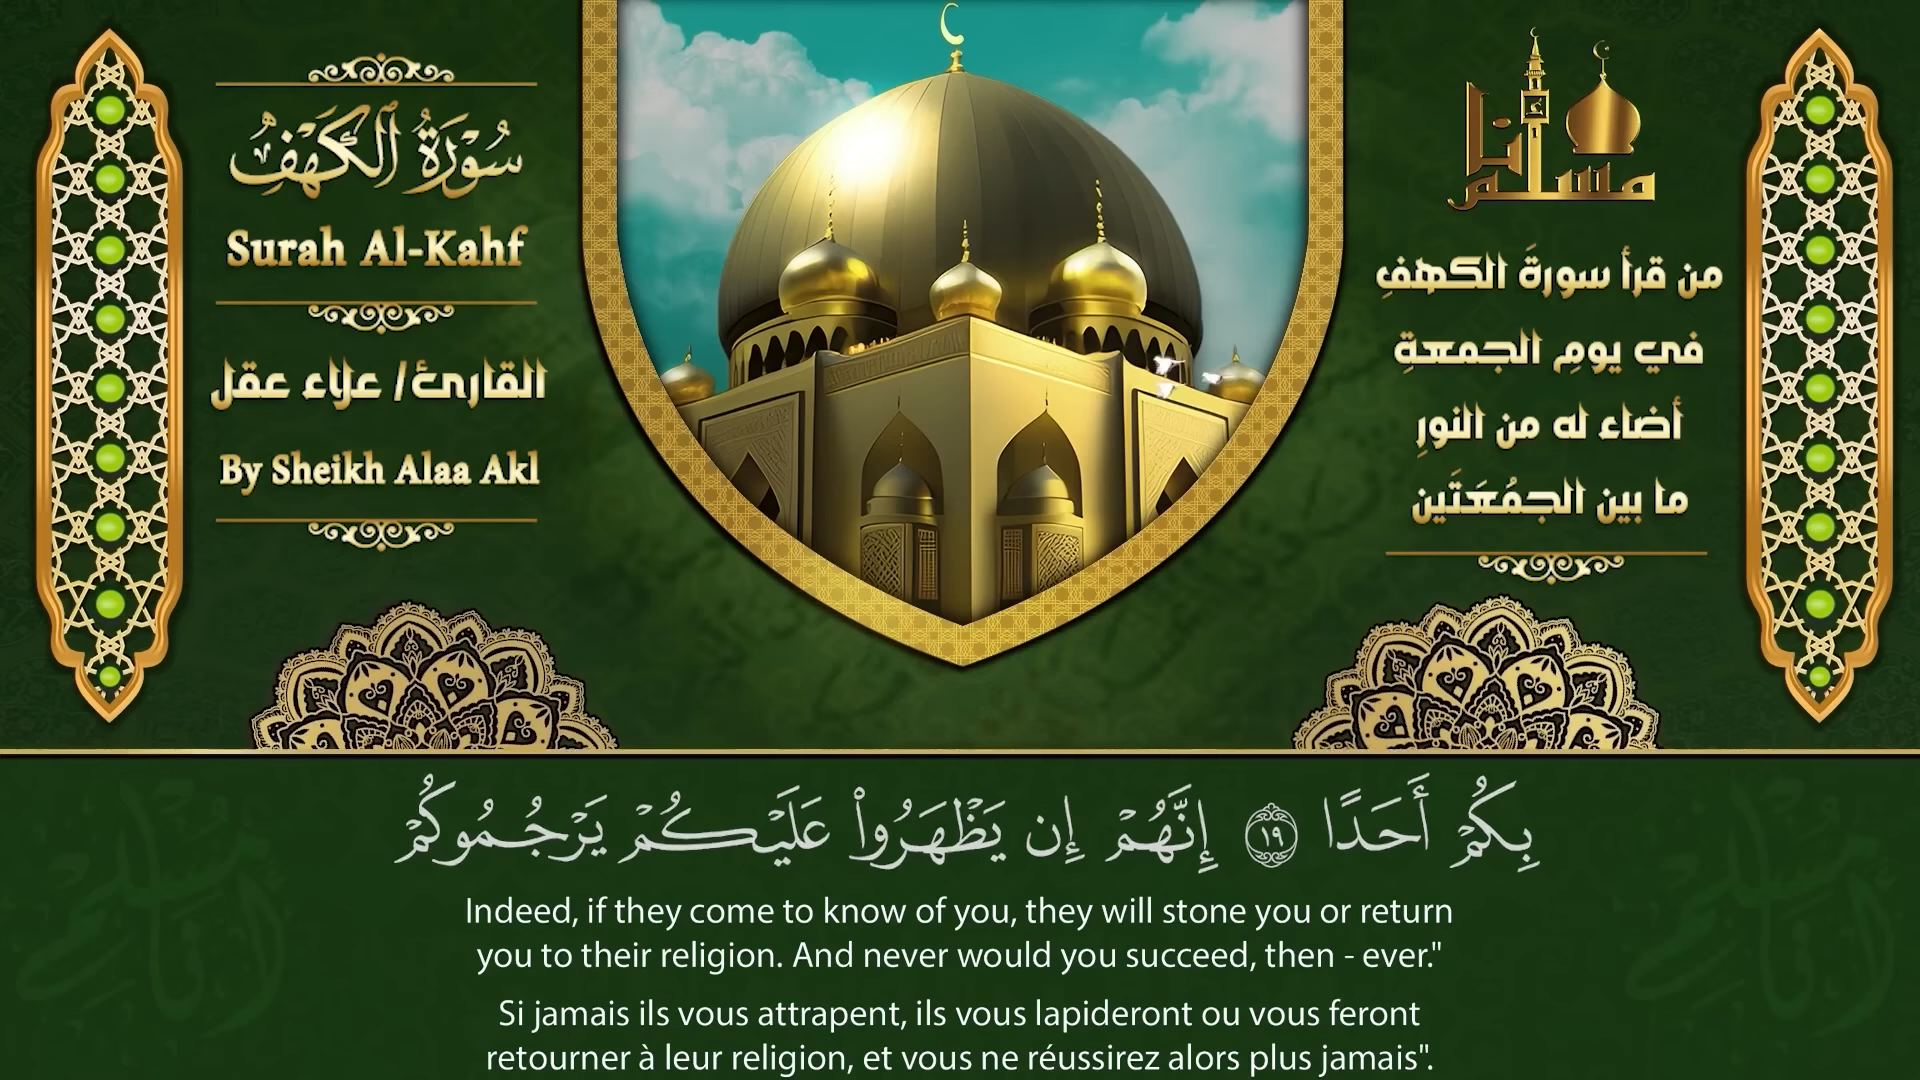 سُورَةُ ٱلْكَهْفِ
Surah Al-Kahf
القارئ/ علاء عقل
By Sheikh Alaa Akl
أنا مسلم
من قرأ سورةَ الكهفِ
في يومِ الجمعةِ
أضاء له من النورِ
ما بين الجمُعَتَين
بِكُمْ أَحَدًا ١٩ إِنَّهُمْ إِن يَظْهَرُوا۟ عَلَيْكُمْ يَرْجُمُوكُمْ
Indeed, if they come to know of you, they will stone you or return
you to their religion. And never would you succeed, then - ever."
Si jamais ils vous attrapent, ils vous lapideront ou vous feront
retourner à leur religion, et vous ne réussirez alors plus jamais".